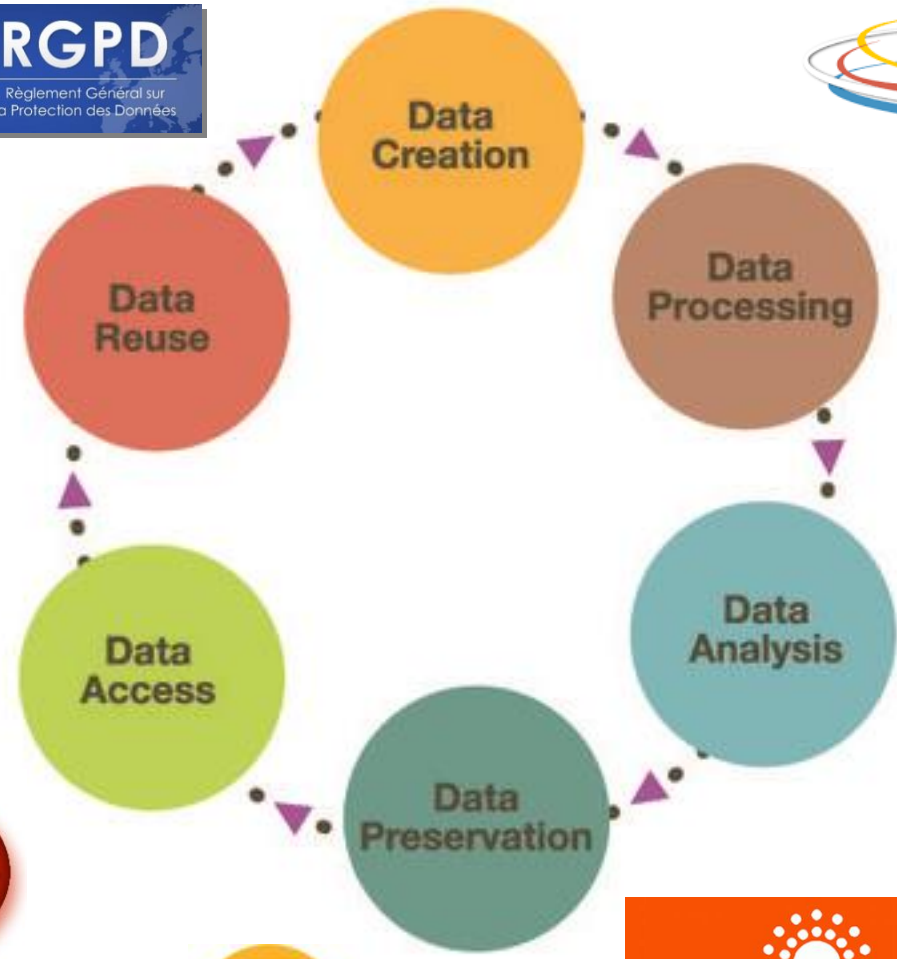 RGPD
Règlement Général sur
a Protection des Données
Data
Creation
Data
Processing
Data
Reuse
Data
Analysis
Data
Access
Data
Preservation